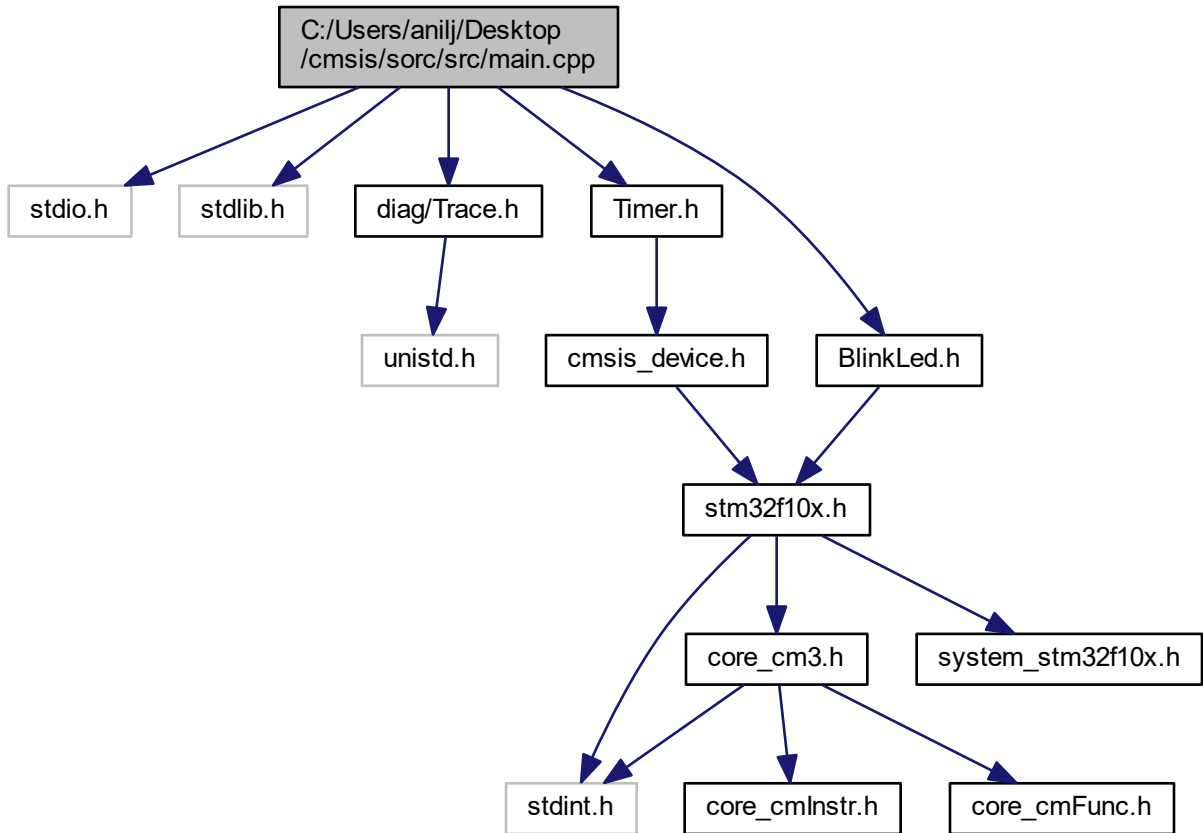 C:/Users/anilj/Desktop
/cmsis/sorc/src/main.cpp
stdio.h
stdlib.h
diag/Trace.h
Timer.h
unistd.h
cmsis_device.h
BlinkLed.h
stm32f10x.h
core_cm3.h
system_stm32f10x.h
stdint.h
core_cmInstr.h
core_cmFunc.h